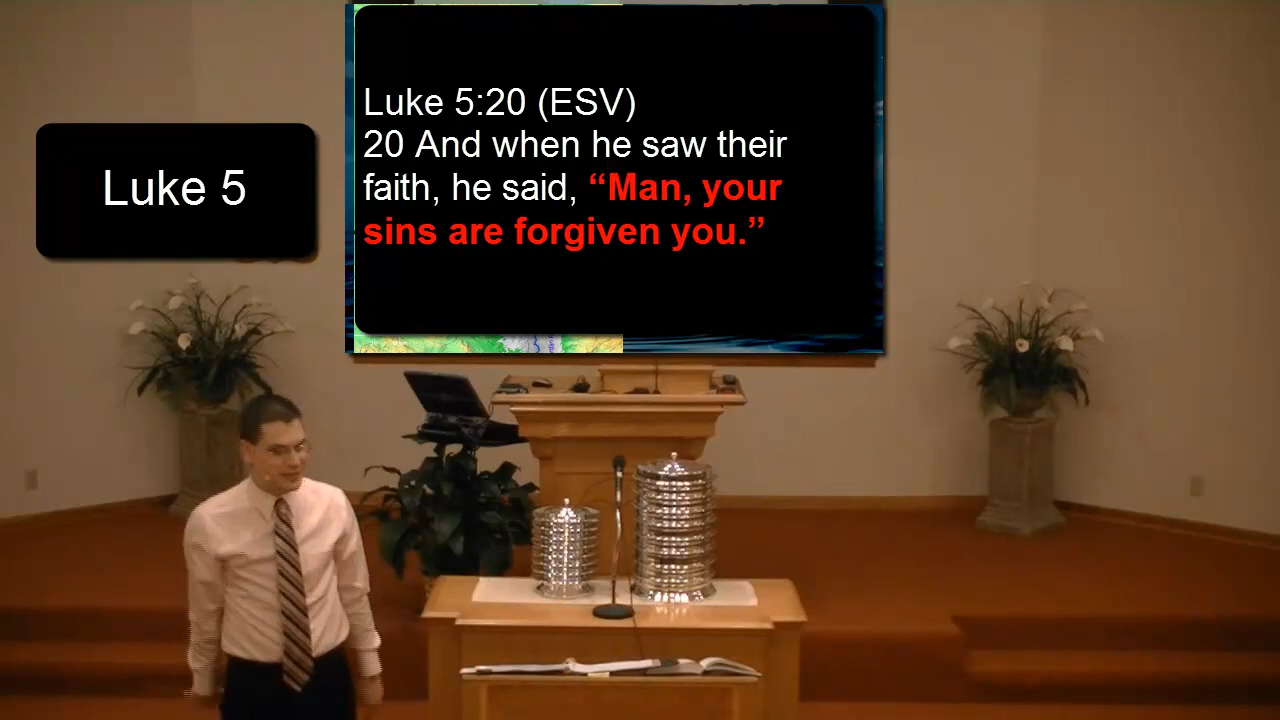 Luke 5:20 (ESV)
20 And when he saw their
faith, he said, “Man, your
sins are forgiven you.”
Luke 5